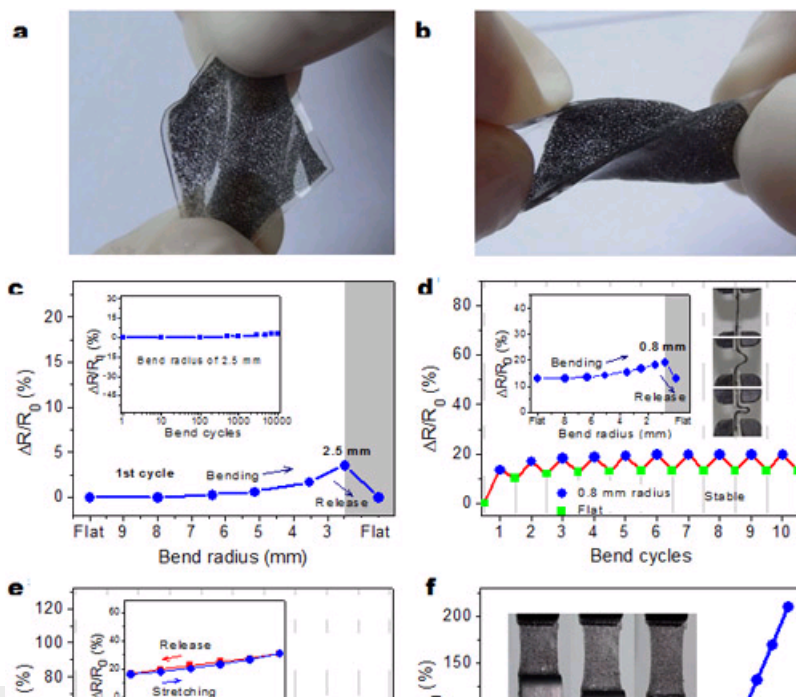 a
b
c
d
20
15
10
5
0
ΔR/R0 (%)
30
15
0
-15
-30
-45
ΔR/R0 (%)
Bend radius of 2.5 mm
1 10 100 1000 10000
Bend cycles
1st cycle
Bending
2.5 mm
Release
Flat 9 8 7 6 5 4 3 Flat
Bend radius (mm)
80
60
40
20
0
ΔR/R0 (%)
40
30
20
10
0
ΔR/R0 (%)
0.8 mm
Bending
Release
Flat 8 6 4 2 Flat
Bend radius (mm)
0.8 mm radius
Flat
Stable
1 2 3 4 5 6 7 8 9 10
Bend cycles
e
f
120
100
80
(%)
60
40
20
0
ΔR/R0 (%)
Release
Stretching
200
150
(%)